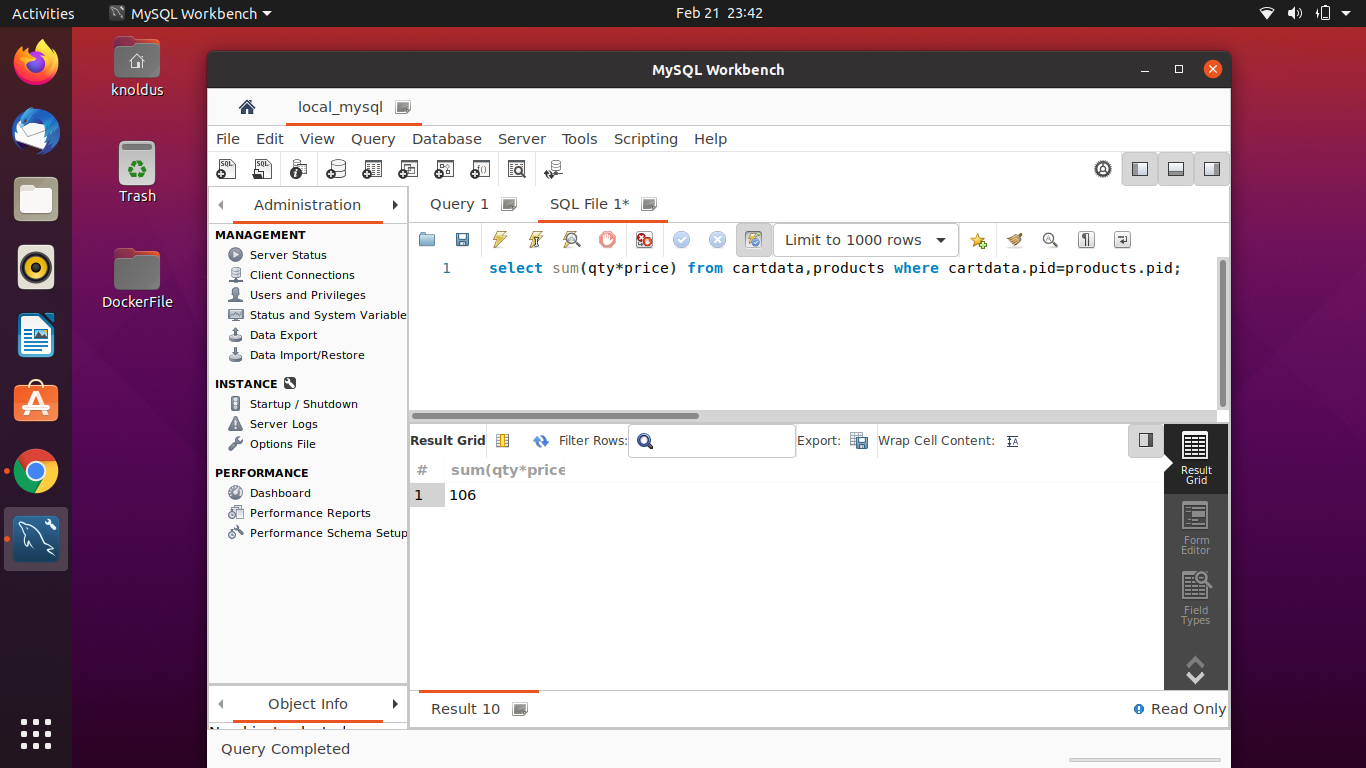 Activities MySQL Workbench Feb 21 23:42
knoldus
Trash
DockerFile
MySQL Workbench
local_mysql
File Edit View Query Database Server Tools Scripting Help
Administration
MANAGEMENT
Server Status
Client Connections
Users and Privileges
Status and System Variable
Data Export
Data Import/Restore
INSTANCE
Startup / Shutdown
Server Logs
Options File
PERFORMANCE
Dashboard
Performance Reports
Performance Schema Setup
Object Info
Query 1 SQL File 1*
Limit to 1000 rows
1 select sum(qty*price) from cartdata,products where cartdata.pid=products.pid;
Result Grid Filter Rows: Export: Wrap Cell Content:
# sum(qty*price
1 106
Result
Grid
Form
Editor
Field
Types
Result 10 Read Only
Query Completed